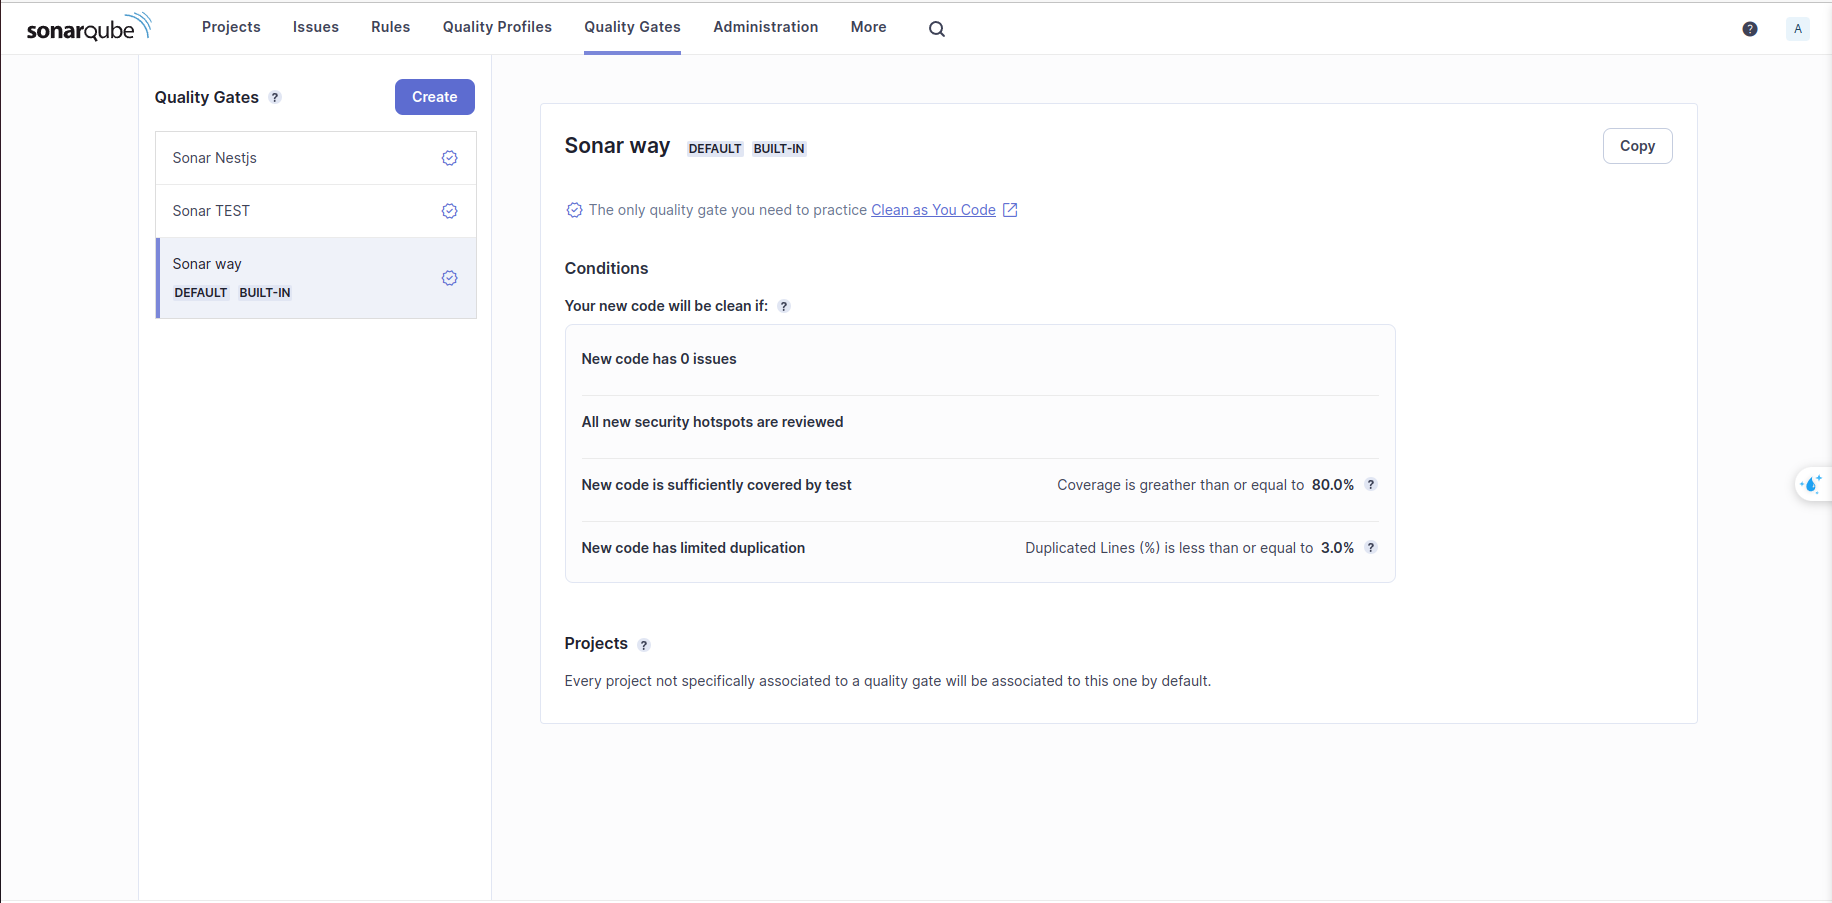 sonarqube Projects Issues Rules Quality Profiles Quality Gates Administration More ? A
Quality Gates ? Create
Sonar Nestjs
Sonar TEST
Sonar way
DEFAULT BUILT-IN
Sonar way DEFAULT BUILT-IN Copy
The only quality gate you need to practice Clean as You Code
Conditions
Your new code will be clean if: ?
New code has 0 issues
All new security hotspots are reviewed
New code is sufficiently covered by test Coverage is greather than or equal to 80.0% ?
New code has limited duplication Duplicated Lines (%) is less than or equal to 3.0% ?
Projects ?
Every project not specifically associated to a quality gate will be associated to this one by default.